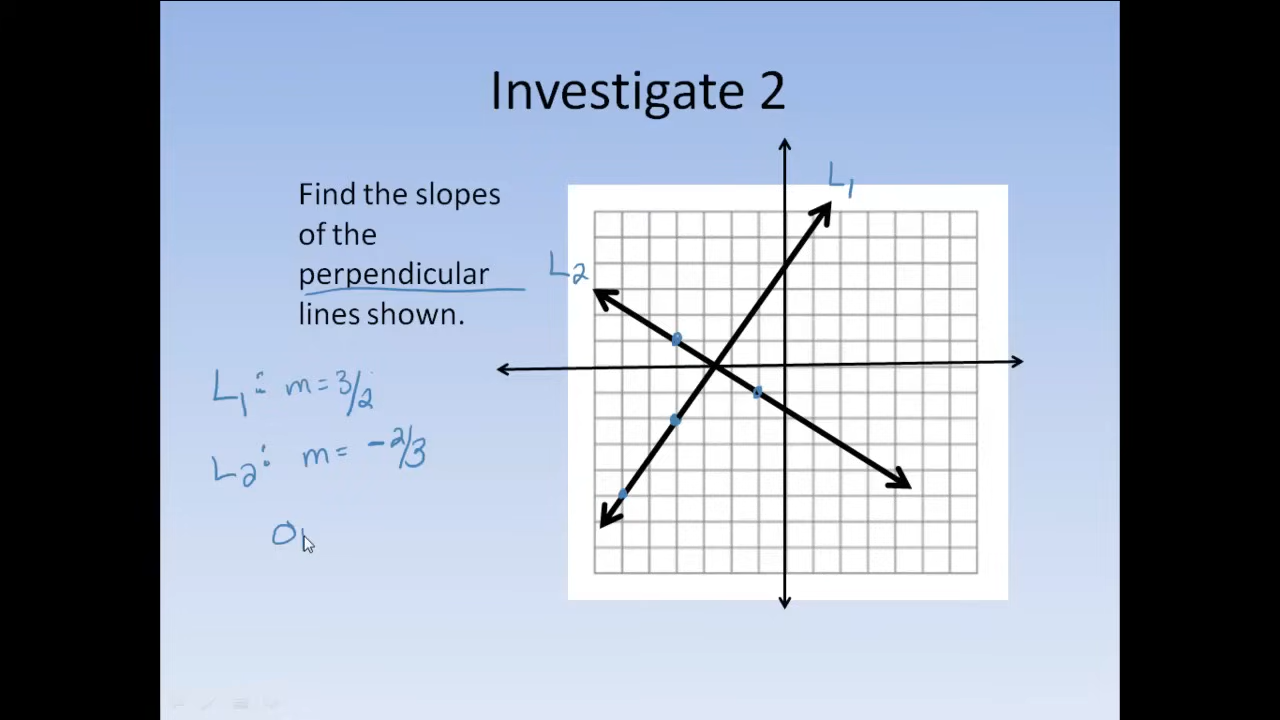 Investigate 2
Find the slopes
of the
perpendicular
lines shown.
L1
L2
L1: m = 3/2
L2: m = -2/3